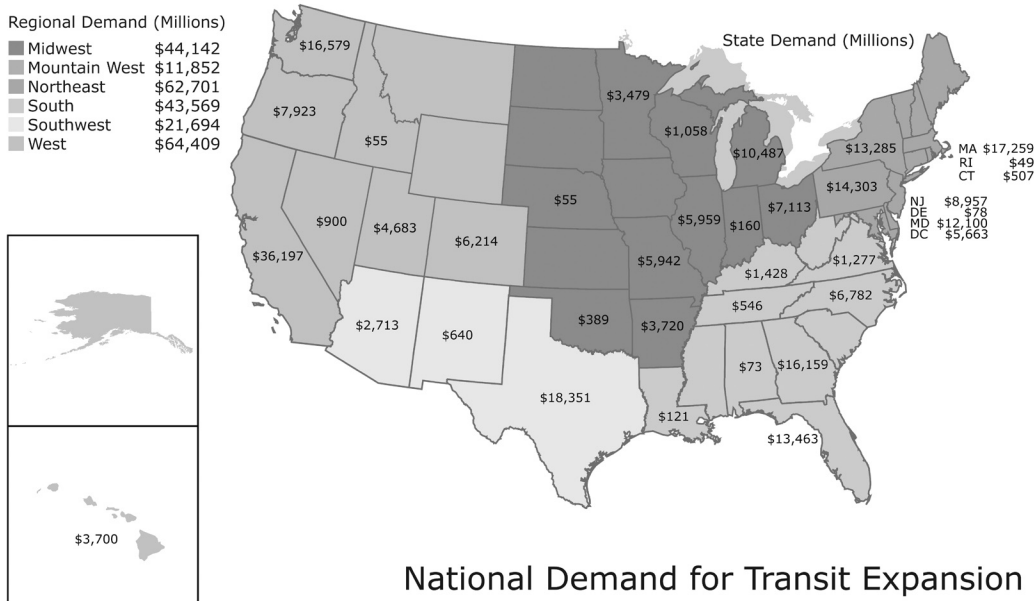 Regional Demand (Millions)
Midwest $44,142
Mountain West $11,852
Northeast $62,701
South $43,569
Southwest $21,694
West $64,409
State Demand (Millions)
$16,579
$7,923
$55
$3,479
$1,058
$10,487
$13,285
MA $17,259
RI $49
CT $507
$14,303
NJ $8,957
DE $78
MD $12,100
DC $5,663
$900
$4,683
$6,214
$36,197
$55
$5,959
$160
$7,113
$5,942
$1,428
$1,277
$546
$6,782
$2,713
$640
$389
$3,720
$73
$16,159
$18,351
$121
$13,463
$3,700
National Demand for Transit Expansion